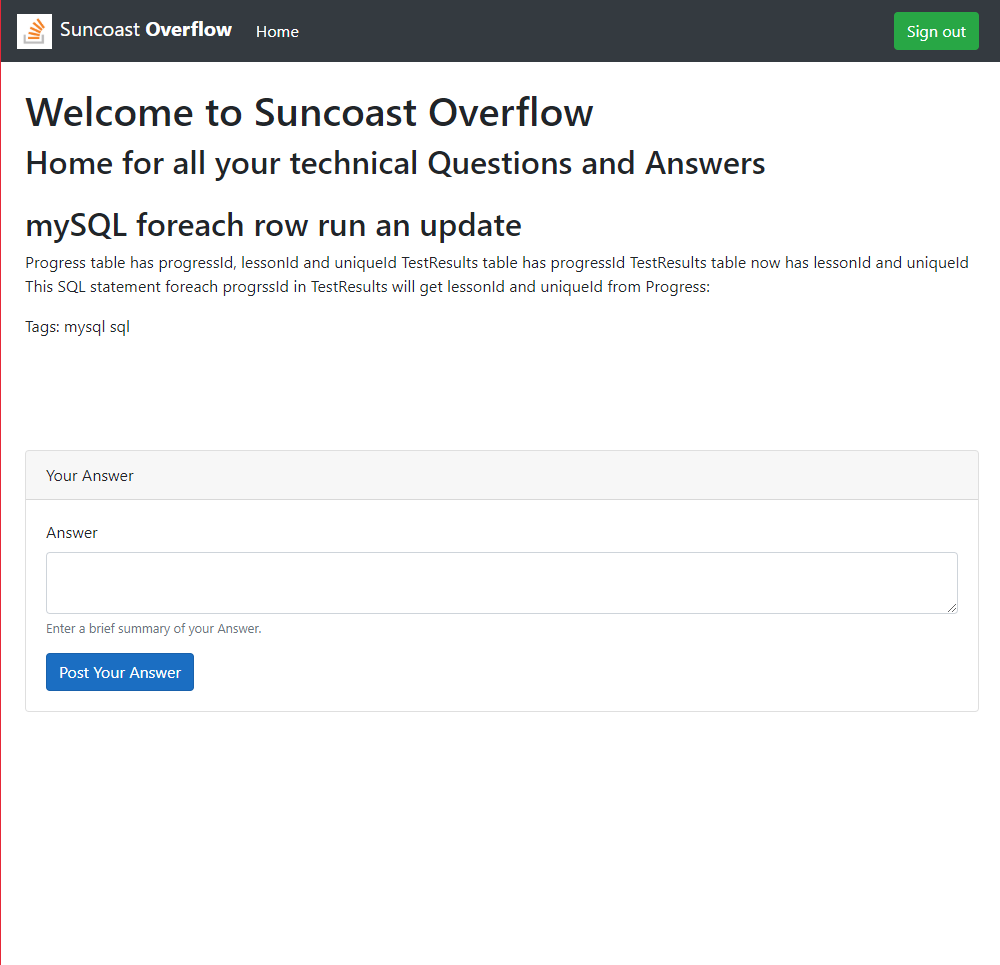 Suncoast Overflow Home Sign out
Welcome to Suncoast Overflow
Home for all your technical Questions and Answers
mySQL foreach row run an update
Progress table has progressId, lessonId and uniqueId TestResults table has progressId TestResults table now has lessonId and uniqueId
This SQL statement foreach progrssId in TestResults will get lessonId and uniqueId from Progress:
Tags: mysql sql
Your Answer
Answer
Enter a brief summary of your Answer.
Post Your Answer